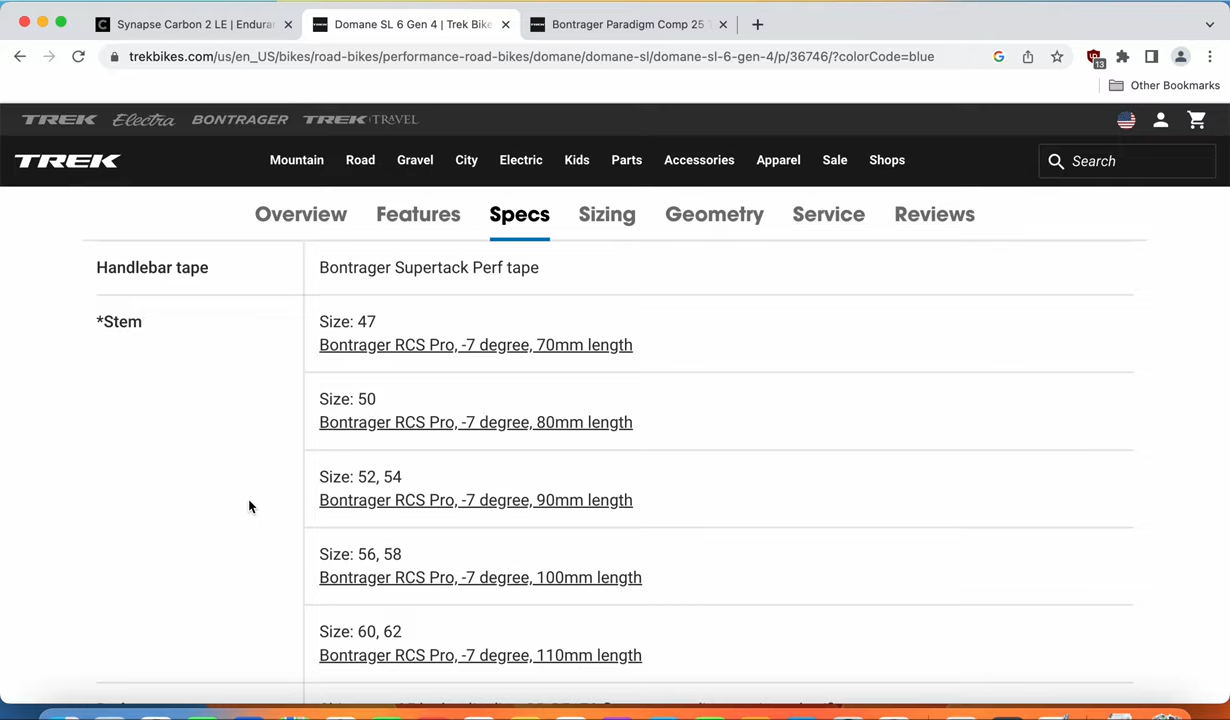 Synapse Carbon 2 LE | Enduran
Domane SL 6 Gen 4 | Trek Bike
Bontrager Paradigm Comp 25 T
trekbikes.com/us/en_US/bikes/road-bikes/performance-road-bikes/domane/domane-sl/domane-sl-6-gen-4/p/36746/?colorCode=blue
13
Other Bookmarks
TREK Electra BONTRAGER TREK TRAVEL
TREK
Mountain Road Gravel City Electric Kids Parts Accessories Apparel Sale Shops
Search
Overview Features Specs Sizing Geometry Service Reviews
Handlebar tape
Bontrager Supertack Perf tape
*Stem
Size: 47
Bontrager RCS Pro, -7 degree, 70mm length
Size: 50
Bontrager RCS Pro, -7 degree, 80mm length
Size: 52, 54
Bontrager RCS Pro, -7 degree, 90mm length
Size: 56, 58
Bontrager RCS Pro, -7 degree, 100mm length
Size: 60, 62
Bontrager RCS Pro, -7 degree, 110mm length